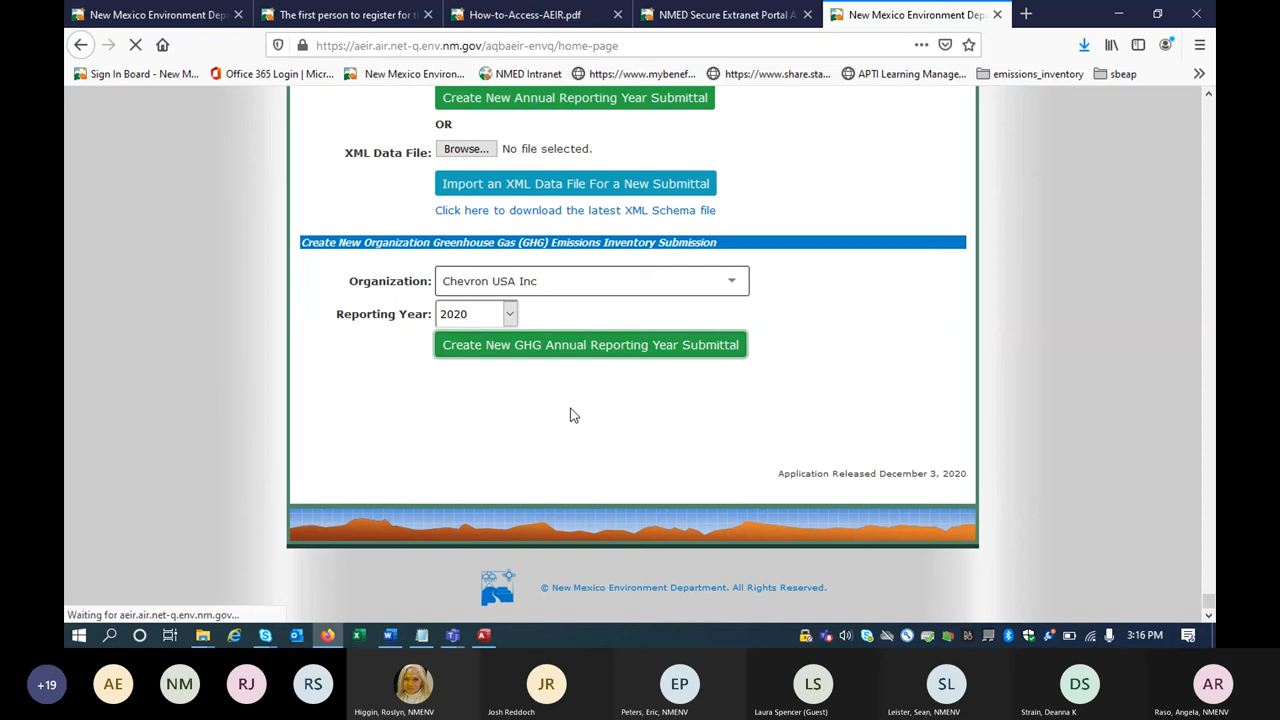 New Mexico Environment Dep
The first person to register for t
How-to-Access-AEIR.pdf
NMED Secure Extranet Portal A
New Mexico Environment Dep
https://aeir.air.net-q.env.nm.gov/aqbaeir-envq/home-page
Sign In Board - New M...
Office 365 Login | Micr...
New Mexico Environ...
NMED Intranet
https://www.mybenef...
https://www.share.sta...
APTI Learning Manage...
emissions_inventory
sbeap
Create New Annual Reporting Year Submittal
OR
XML Data File: Browse... No file selected.
Import an XML Data File For a New Submittal
Click here to download the latest XML Schema file
Create New Organization Greenhouse Gas (GHG) Emissions Inventory Submission
Organization: Chevron USA Inc
Reporting Year: 2020
Create New GHG Annual Reporting Year Submittal
Application Released December 3, 2020
© New Mexico Environment Department. All Rights Reserved.
Waiting for aeir.air.net-q.env.nm.gov...
3:16 PM
+19
AE
NM
RJ
RS
JR
EP
LS
SL
DS
AR
Higgin, Roslyn, NMENV
Josh Reddoch
Peters, Eric, NMENV
Laura Spencer (Guest)
Leister, Sean, NMENV
Strain, Deanna K
Raso, Angela, NMENV